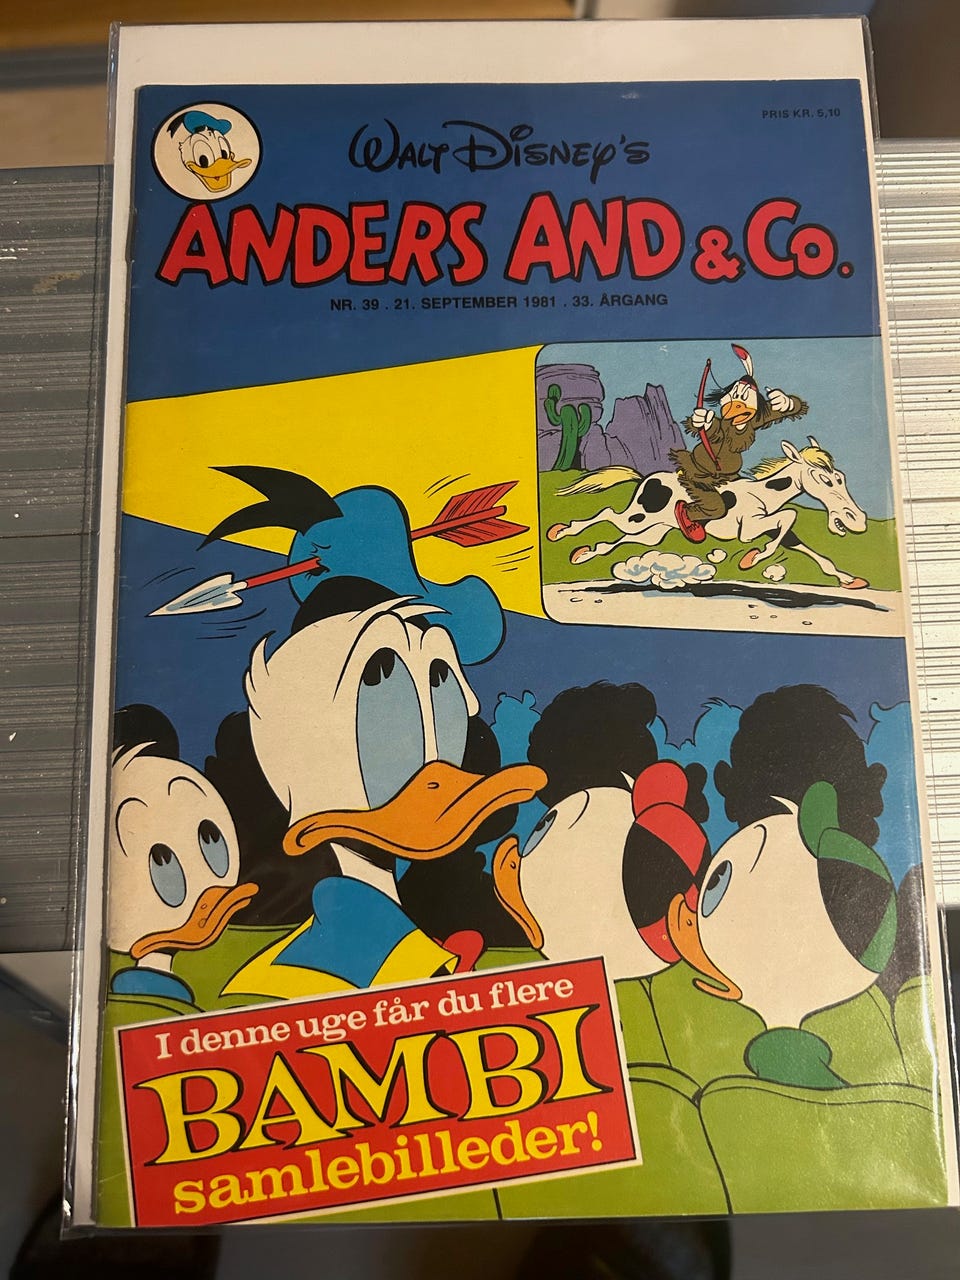 PRIS KR. 5,10
WALT DISNEY'S
ANDERS AND & Co.
NR. 39 . 21. SEPTEMBER 1981 . 33. ÅRGANG
I denne uge får du flere
BAMBI
samlebilleder!